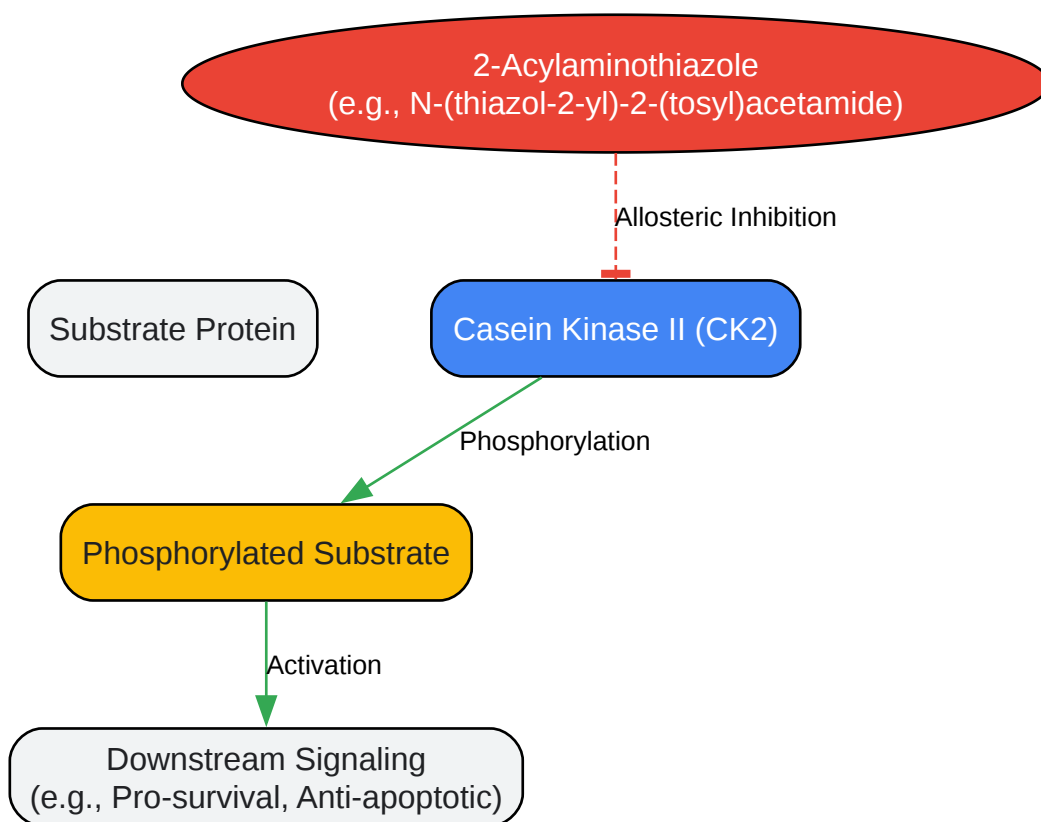 2-Acylaminothiazole
(e.g., N-(thiazol-2-yl)-2-(tosyl)acetamide)
Allosteric Inhibition
Substrate Protein
Casein Kinase II (CK2)
Phosphorylation
Phosphorylated Substrate
Activation
Downstream Signaling
(e.g., Pro-survival, Anti-apoptotic)